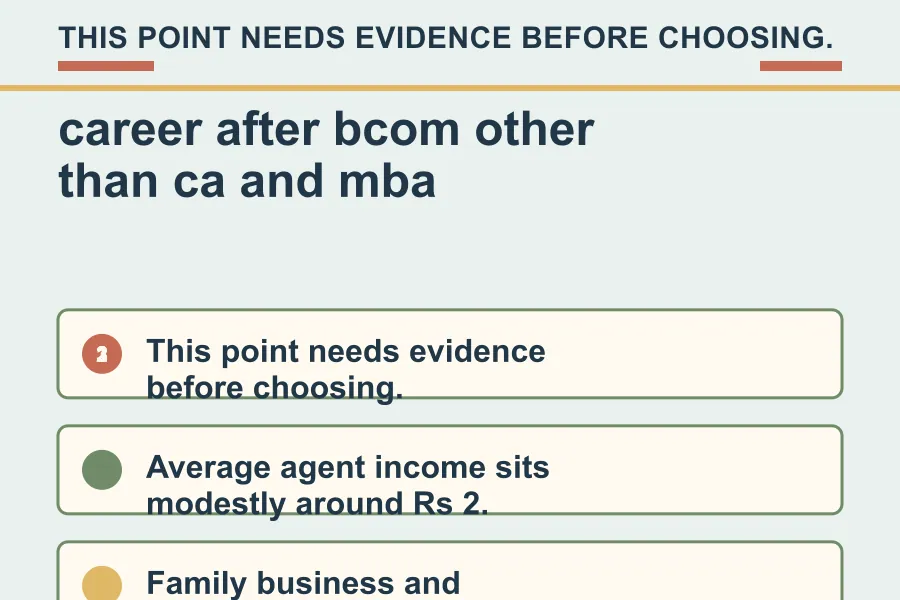 THIS POINT NEEDS EVIDENCE BEFORE CHOOSING.
career after bcom other
than ca and mba
This point needs evidence
before choosing.
Average agent income sits
modestly around Rs 2.
Family business and